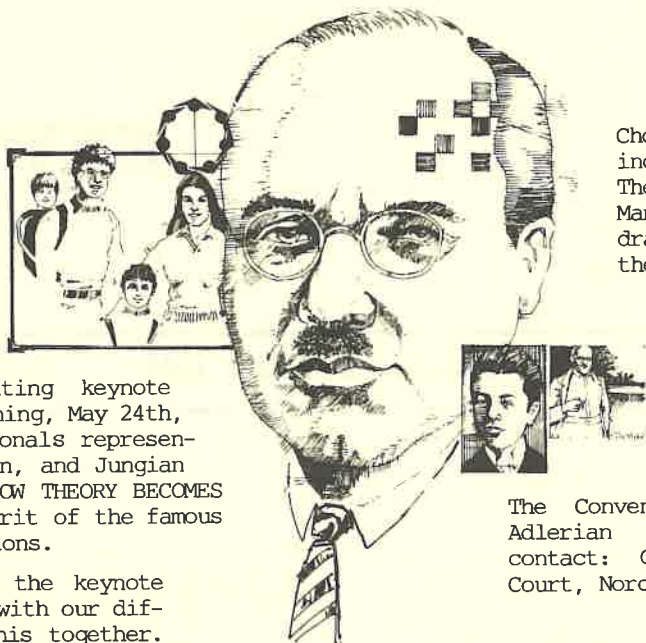 ting keynote
ning, May 24th,
onals represen-
n, and Jungian
OW THEORY BECOMES
rit of the famous
ions.
the keynote
with our dif-
his together.
Cho
inc
The
Mar
dra
the
The Conver
Adlerian
contact: C
Court, Norc